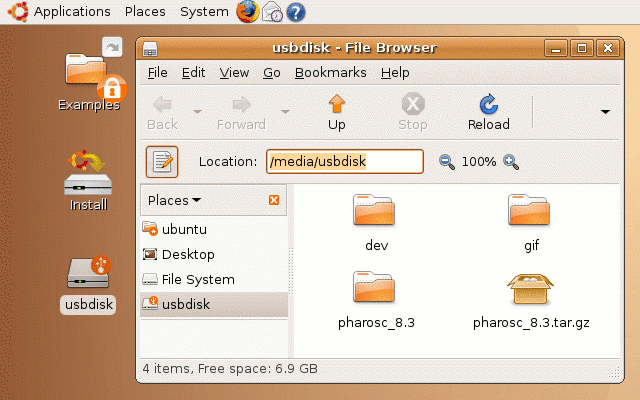 Applications Places System
Examples
Install
usbdisk
usbdisk - File Browser
File Edit View Go Bookmarks Help
Back Forward Up Stop Reload
Location: /media/usbdisk 100%
Places
ubuntu
Desktop
File System
usbdisk
dev gif
pharosc_8.3 pharosc_8.3.tar.gz
4 items, Free space: 6.9 GB